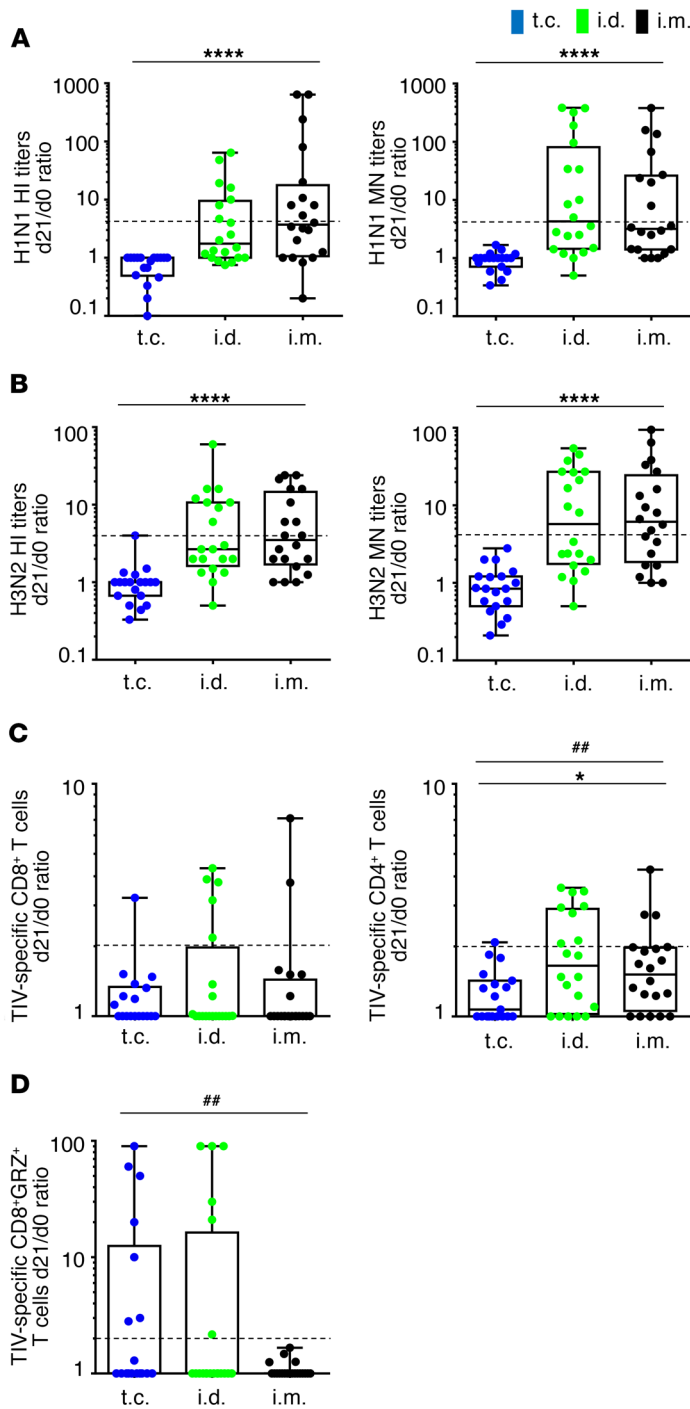 t.c. i.d. i.m.
A
**** ****
H1N1 HI titers
d21/d0 ratio
1000
100
10
1
0.1
t.c. i.d. i.m.
H1N1 MN titers
d21/d0 ratio
1000
100
10
1
0.1
t.c. i.d. i.m.
B
**** ****
H3N2 HI titers
d21/d0 ratio
100
10
1
0.1
t.c. i.d. i.m.
H3N2 MN titers
d21/d0 ratio
100
10
1
0.1
t.c. i.d. i.m.
C
TIV-specific CD8+ T cells
d21/d0 ratio
10
1
t.c. i.d. i.m.
##
*
TIV-specific CD4+ T cells
d21/d0 ratio
10
1
t.c. i.d. i.m.
D
##
TIV-specific CD8+GRZ+
T cells d21/d0 ratio
100
10
1
t.c. i.d. i.m.